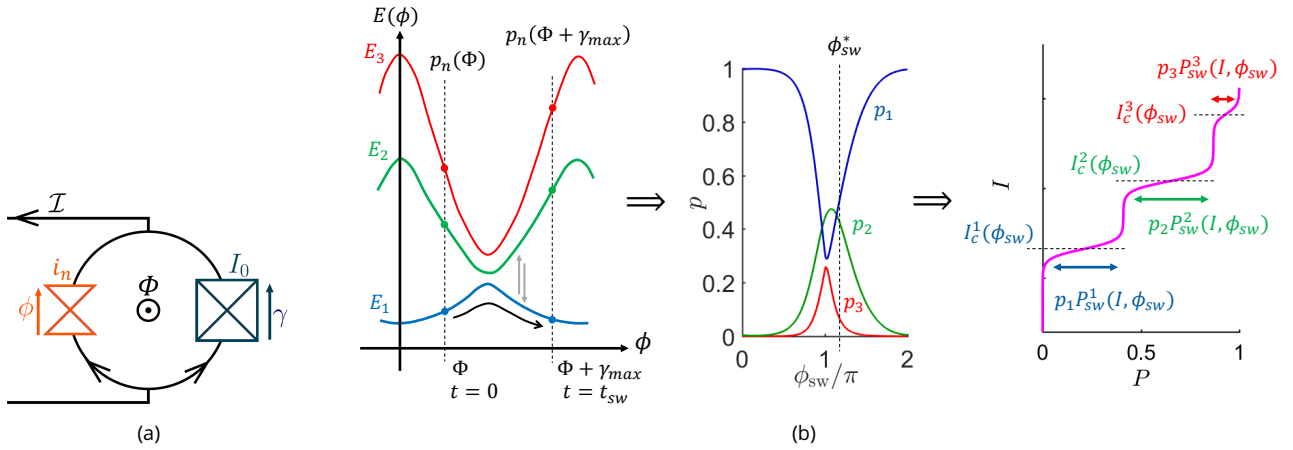 ℐ
i_n
I_0
Φ
ϕ
γ
(a)
E(ϕ)
E_3
p_n(Φ)
p_n(Φ + γ_max)
E_2
E_1
ϕ
Φ
Φ + γ_max
t = 0
t = t_sw
⇒
ϕ*_sw
1
0.8
0.6
0.4
0.2
0
p
p_1
p_2
p_3
0
1
2
ϕ_sw/π
(b)
⇒
p_3P^3_sw(I, ϕ_sw)
I^3_c(ϕ_sw)
I^2_c(ϕ_sw)
p_2P^2_sw(I, ϕ_sw)
I^1_c(ϕ_sw)
p_1P^1_sw(I, ϕ_sw)
I
0
0.5
1
P